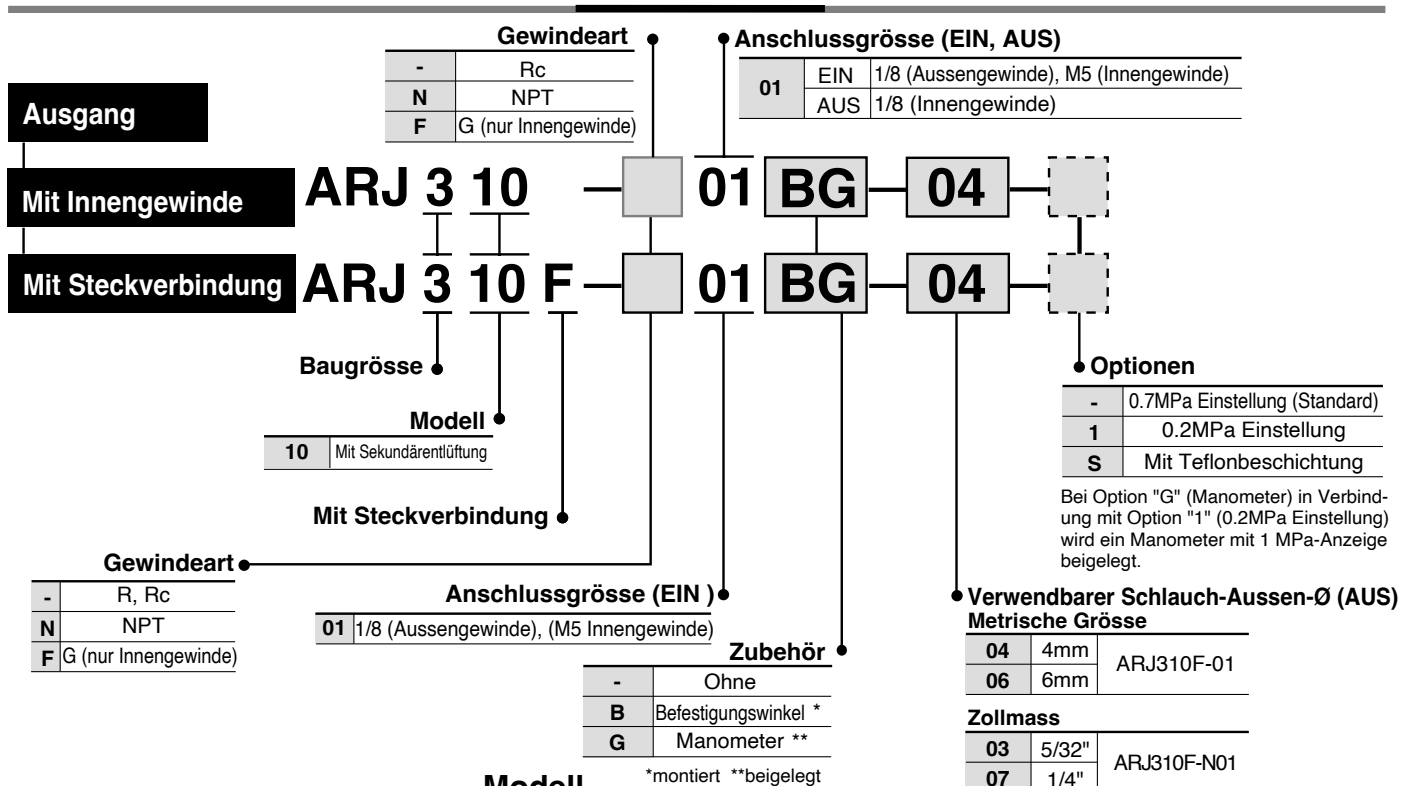 Gewindeart
- Rc
N NPT
F G (nur Innengewinde)
Anschlussgrösse (EIN, AUS)
01 EIN 1/8 (Aussengewinde), M5 (Innengewinde)
AUS 1/8 (Innengewinde)
Ausgang
Mit Innengewinde ARJ 3 10 — 01 BG — 04 —
Mit Steckverbindung ARJ 3 10 F — 01 BG — 04 —
Baugrösse
Modell
10 Mit Sekundärentlüftung
Mit Steckverbindung
Gewindeart
- R, Rc
N NPT
F G (nur Innengewinde)
Anschlussgrösse (EIN )
01 1/8 (Aussengewinde), (M5 Innengewinde)
Zubehör
- Ohne
B Befestigungswinkel *
G Manometer **
*montiert **beigelegt
Modell
Optionen
- 0.7MPa Einstellung (Standard)
1 0.2MPa Einstellung
S Mit Teflonbeschichtung
Bei Option "G" (Manometer) in Verbind-
ung mit Option "1" (0.2MPa Einstellung)
wird ein Manometer mit 1 MPa-Anzeige
beigelegt.
Verwendbarer Schlauch-Aussen-Ø (AUS)
Metrische Grösse
04 4mm ARJ310F-01
06 6mm
Zollmass
03 5/32" ARJ310F-N01
07 1/4"